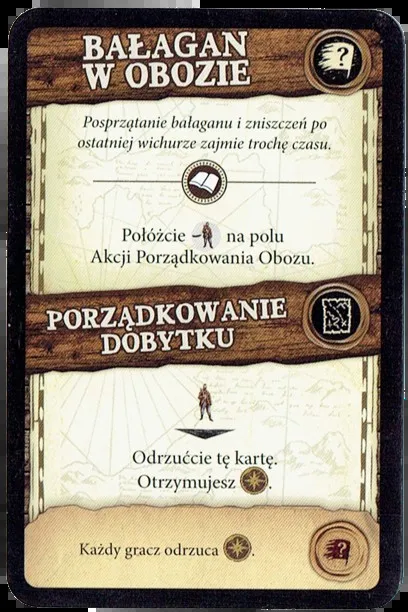 BAŁAGAN
W OBOZIE
?
Posprzątanie bałaganu i zniszczeń po
ostatniej wichurze zajmie trochę czasu.
Połóżcie na polu
Akcji Porządkowania Obozu.
PORZĄDKOWANIE
DOBYTKU
Odrzućcie tę kartę.
Otrzymujesz .
Każdy gracz odrzuca .
?